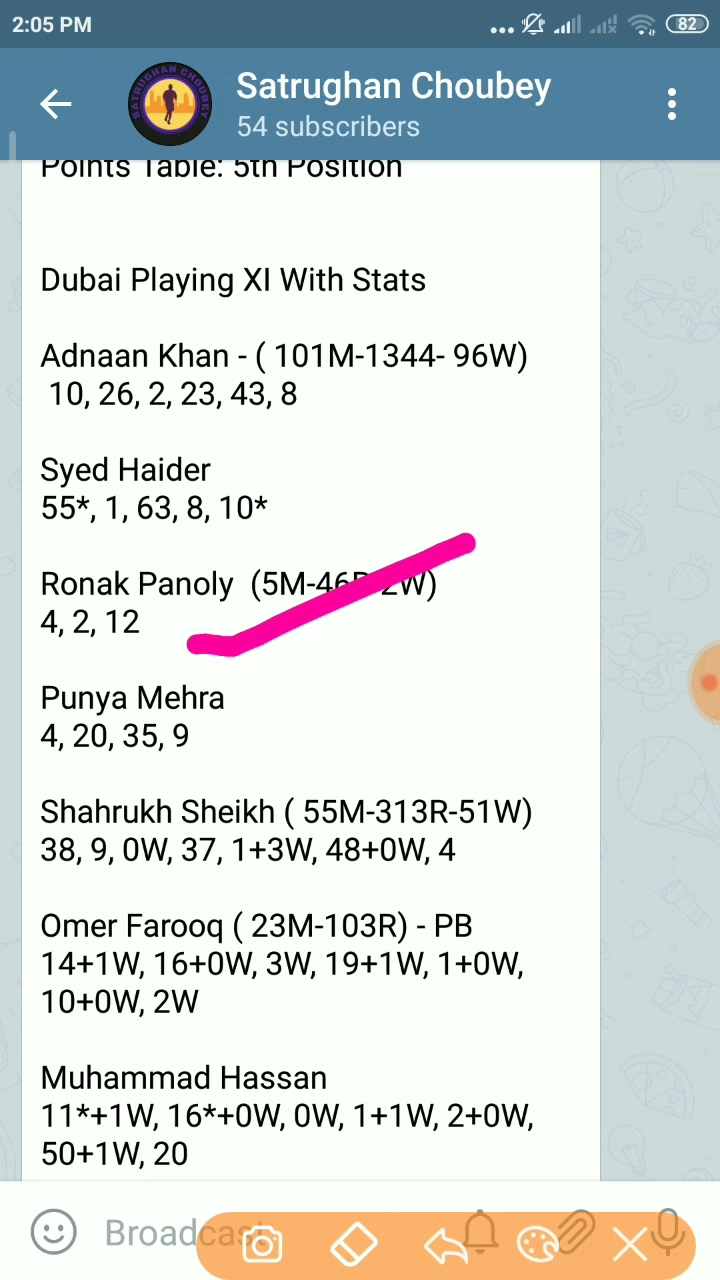 2:05 PM
82
SATRUGHAN CHOUBEY
Satrughan Choubey
54 subscribers
Points Table: 5th Position
Dubai Playing XI With Stats
Adnaan Khan - ( 101M-1344- 96W)
10, 26, 2, 23, 43, 8
Syed Haider
55*, 1, 63, 8, 10*
Ronak Panoly (5M-46R-2W)
4, 2, 12
Punya Mehra
4, 20, 35, 9
Shahrukh Sheikh ( 55M-313R-51W)
38, 9, 0W, 37, 1+3W, 48+0W, 4
Omer Farooq ( 23M-103R) - PB
14+1W, 16+0W, 3W, 19+1W, 1+0W,
10+0W, 2W
Muhammad Hassan
11*+1W, 16*+0W, 0W, 1+1W, 2+0W,
50+1W, 20
Broadcast